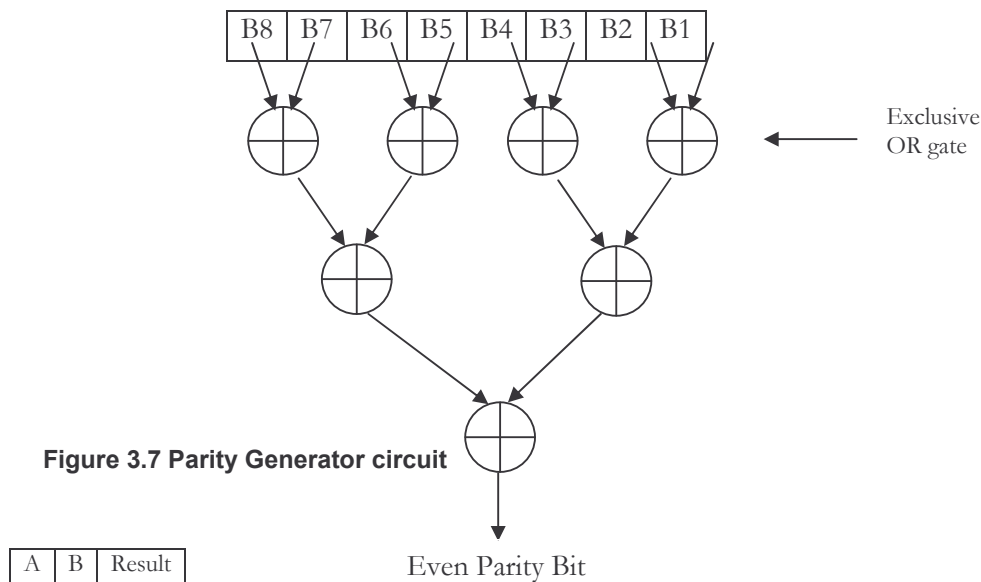 B8 B7 B6 B5 B4 B3 B2 B1
Exclusive
OR gate
Figure 3.7 Parity Generator circuit
A B Result
Even Parity Bit